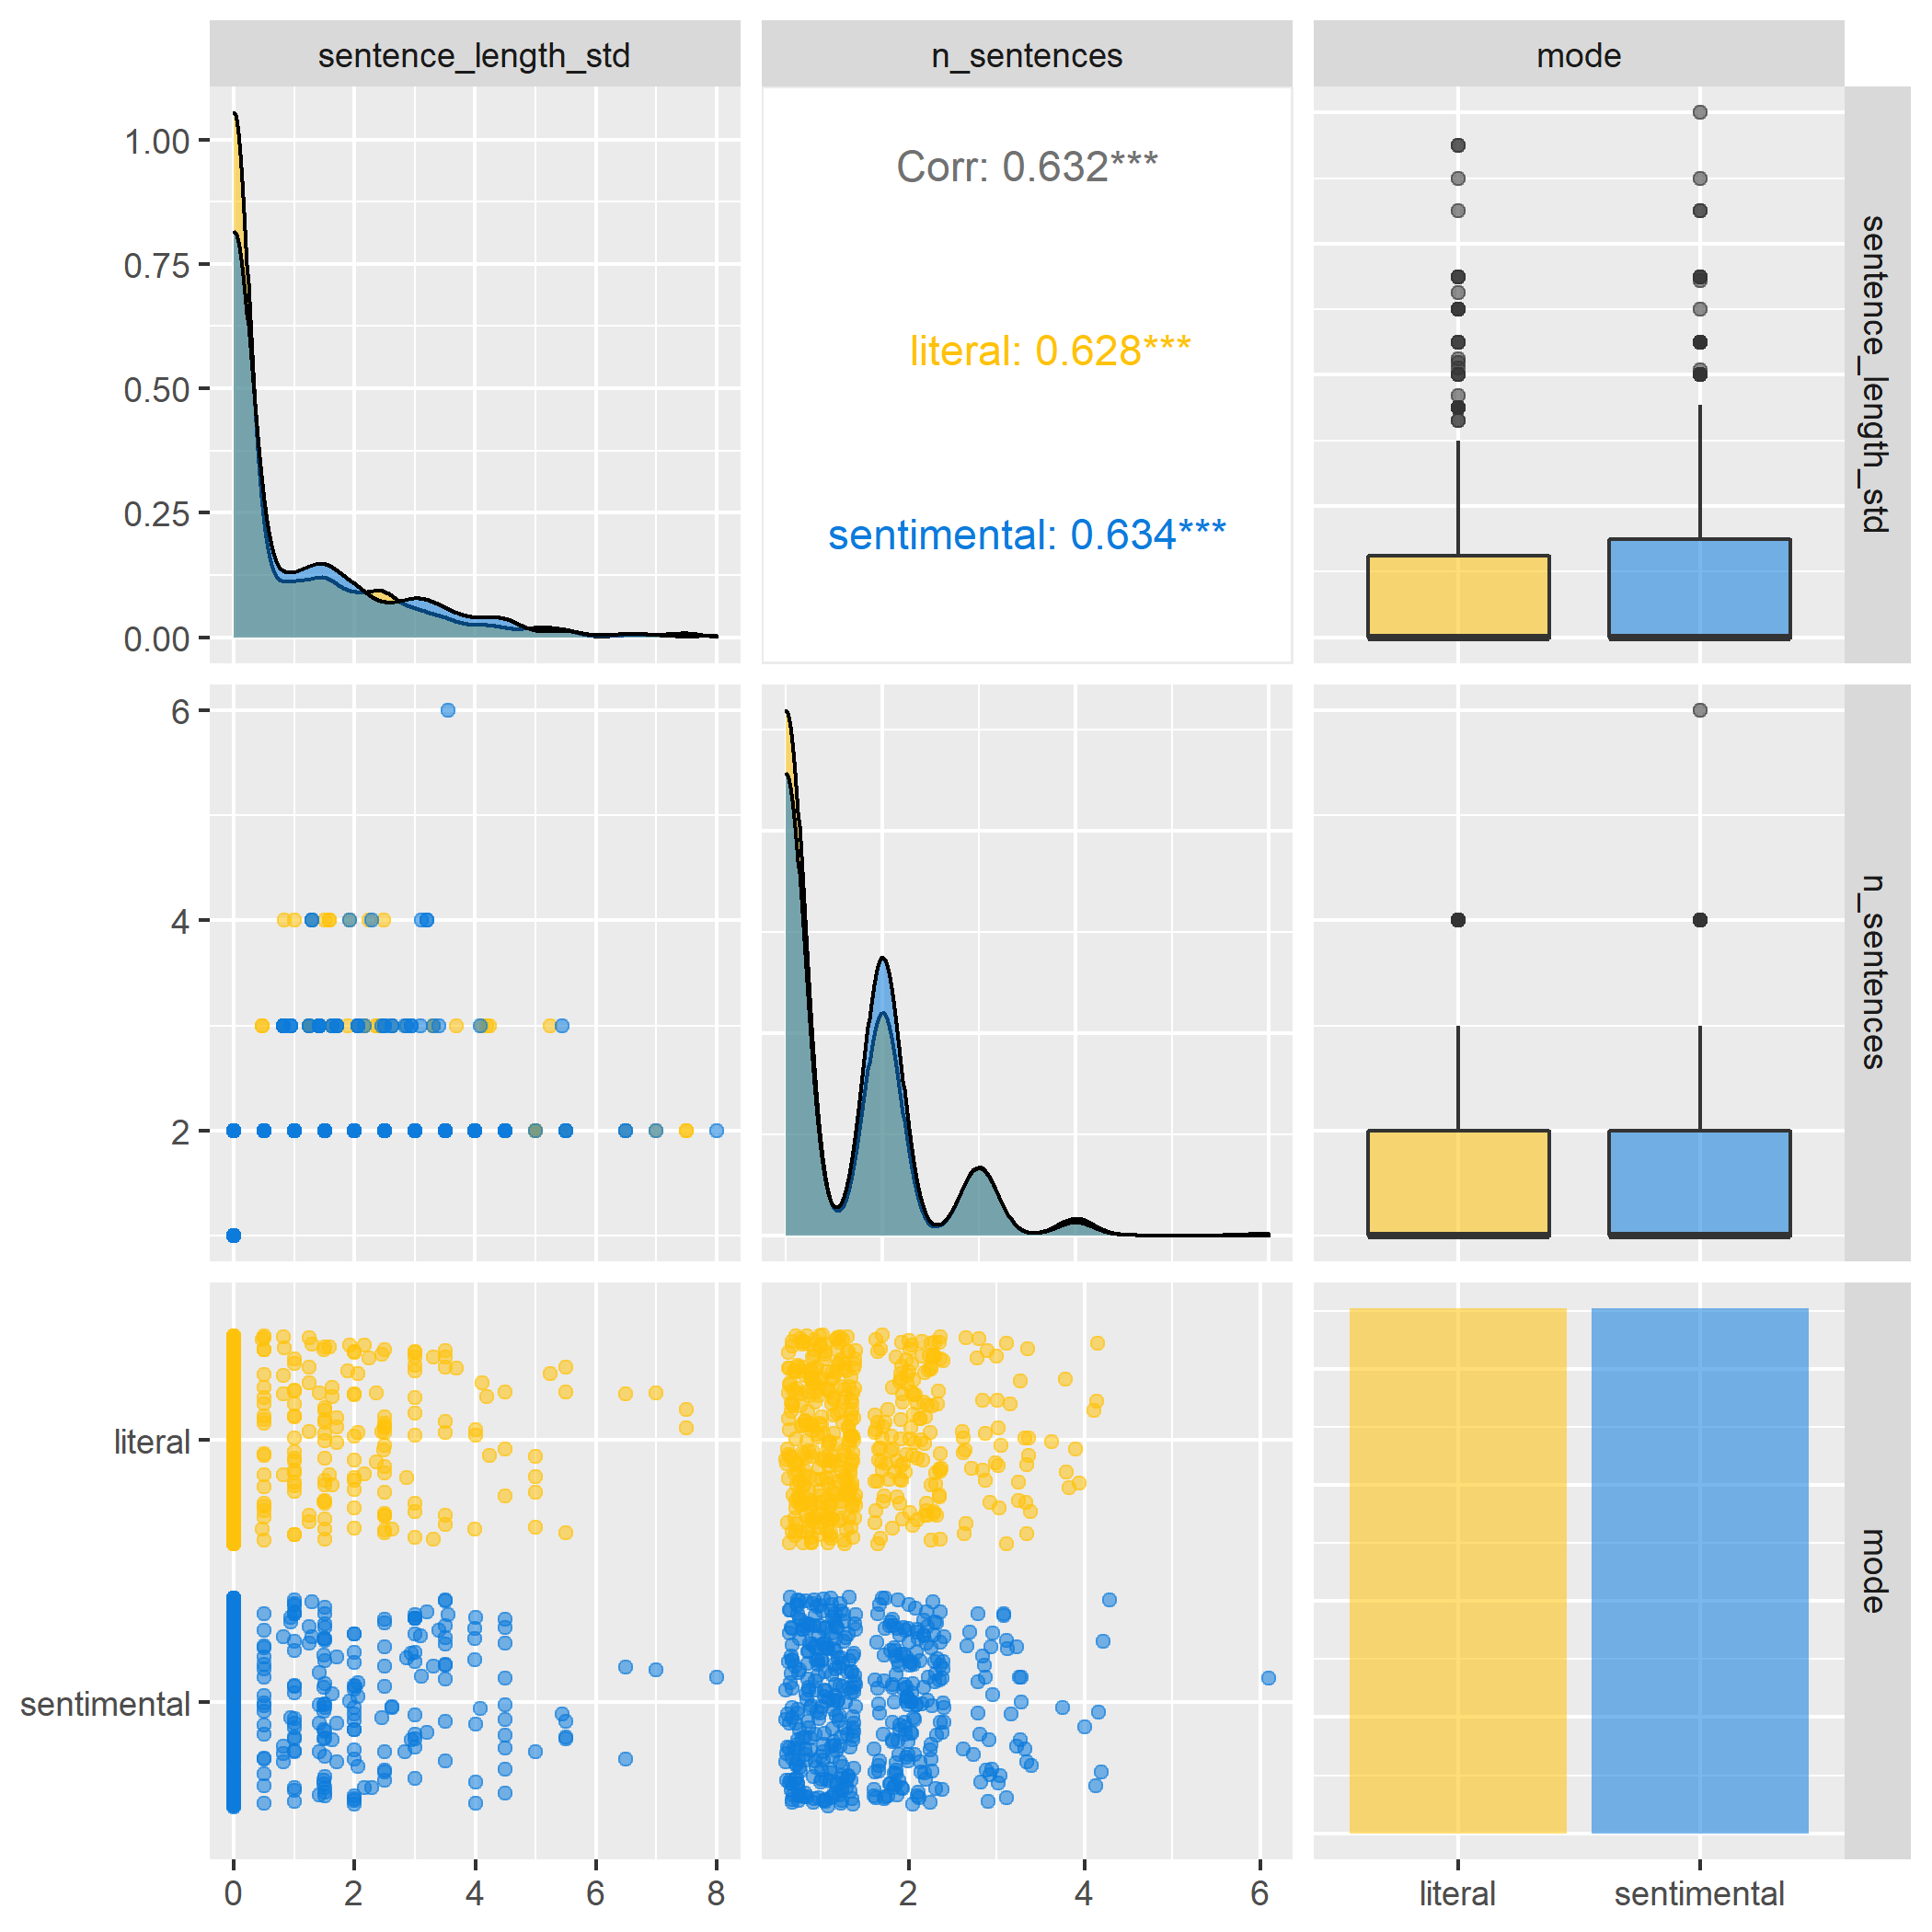 sentence_length_std
n_sentences
mode
1.00
0.75
0.50
0.25
0.00
Corr: 0.632***
literal: 0.628***
sentimental: 0.634***
sentence_length_std
6
4
2
n_sentences
literal
sentimental
mode
0 2 4 6 8
2 4 6
literal sentimental